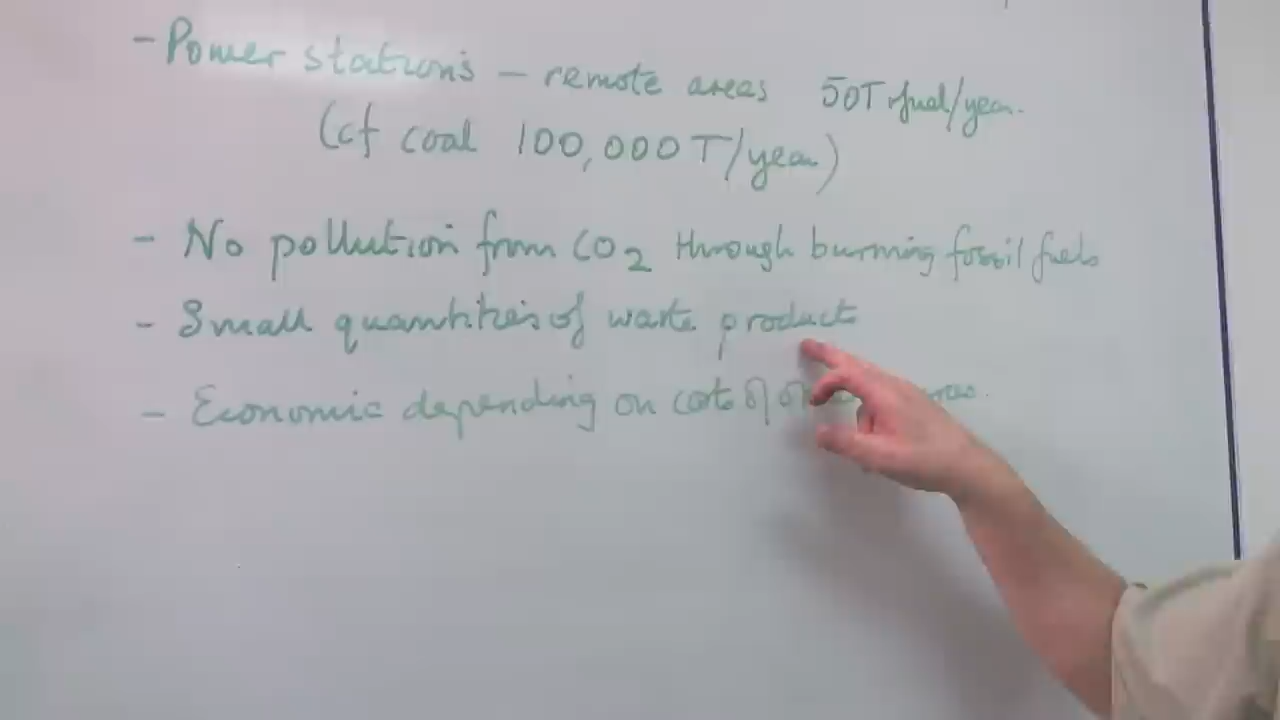 - Power stations - remote areas 50T fuel/year.
(cf coal 100,000T/year)
- No pollution from CO2 through burning fossil fuels
- Small quantities of waste product
- Economic depending on costs of